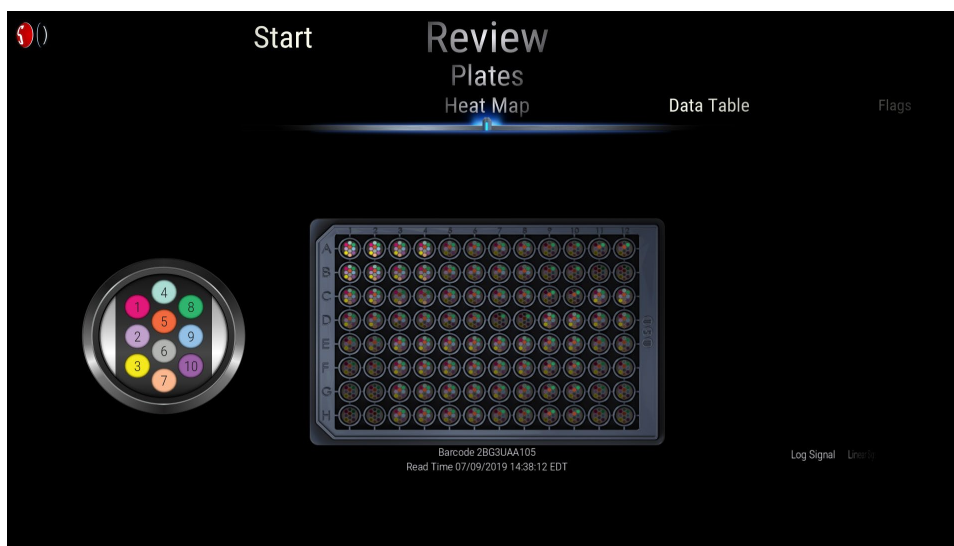 Start Review
Plates
Heat Map Data Table Flags
1 2 3 4 5 6 7 8 9 10 11 12
A
B
C
D
E
F
G
H
4
1 8
5
2 9
6
3 10
7
Barcode 2BG3UAA105
Read Time 07/09/2019 14:38:12 EDT
Log Signal